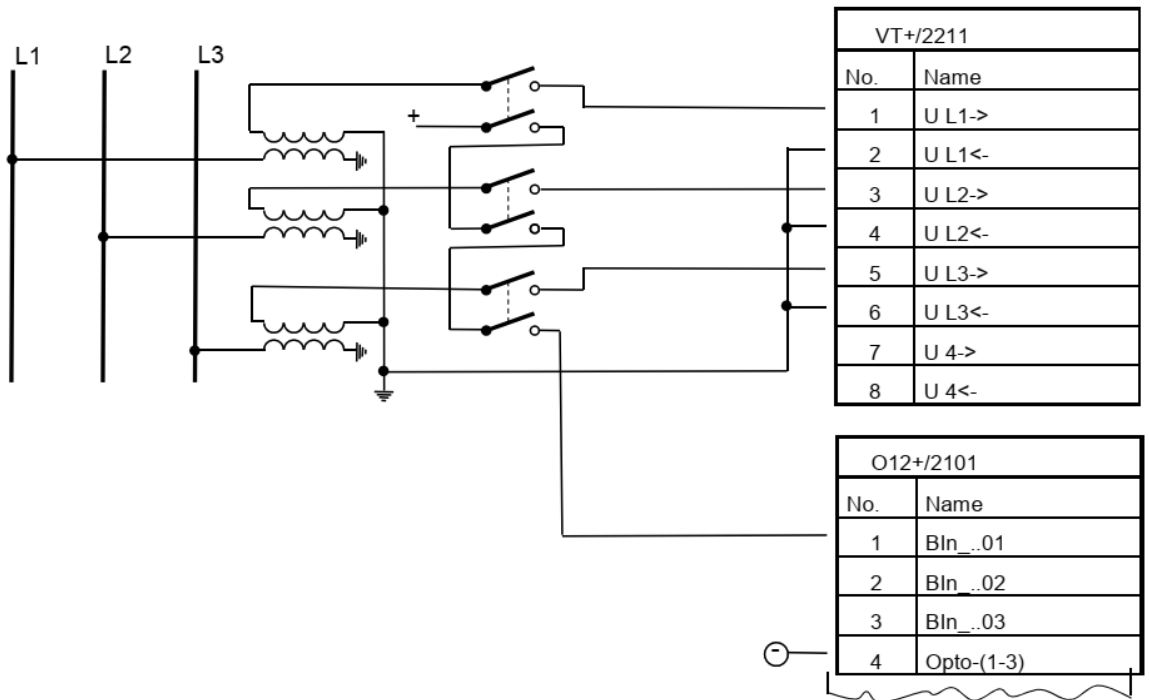 L1
L2
L3
+
VT+/2211
No. Name
1 U L1->
2 U L1<-
3 U L2->
4 U L2<-
5 U L3->
6 U L3<-
7 U 4->
8 U 4<-
O12+/2101
No. Name
1 BIn_..01
2 BIn_..02
3 BIn_..03
- 4 Opto-(1-3)